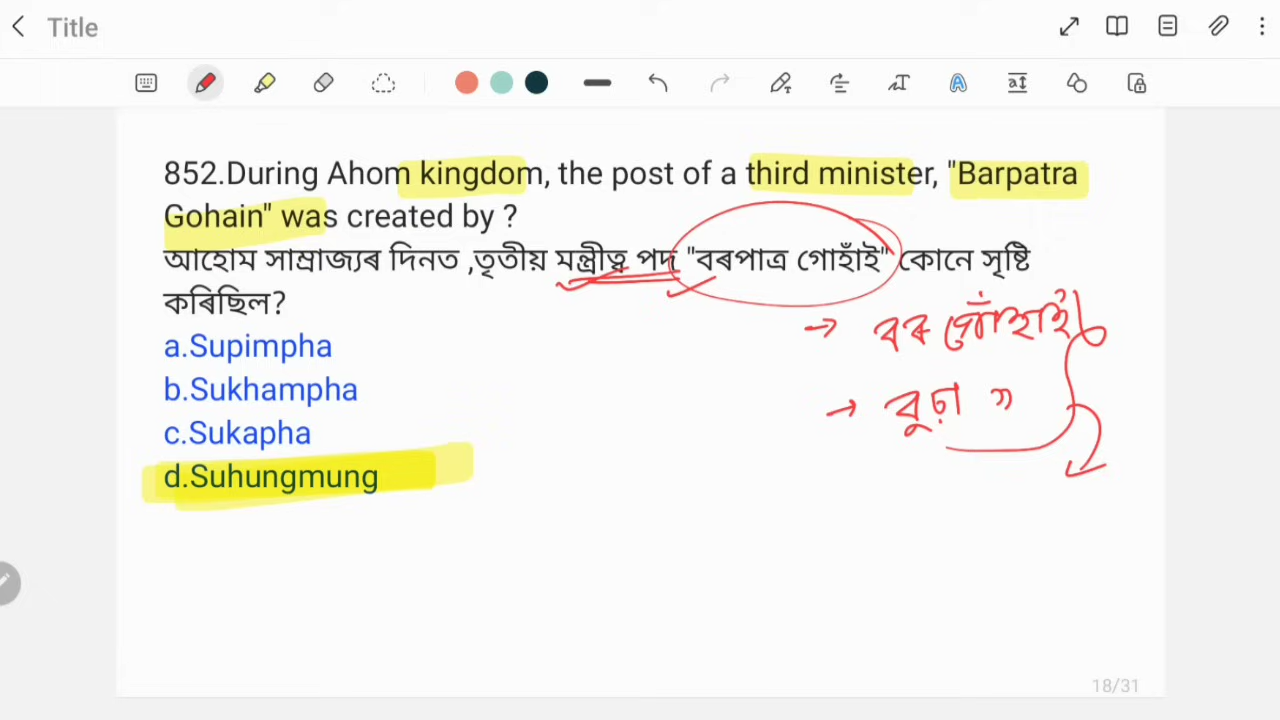 Title
852.During Ahom kingdom, the post of a third minister, "Barpatra
Gohain" was created by ?
আহোম সাম্ৰাজ্যৰ দিনত ,তৃতীয় মন্ত্ৰীত্ব পদ "বৰপাত্ৰ গোহাঁই" কোনে সৃষ্টি
কৰিছিল?
→ বৰ গোঁহাই
a.Supimpha
b.Sukhampha
→ বুঢ়া "
c.Sukapha
d.Suhungmung
18/31